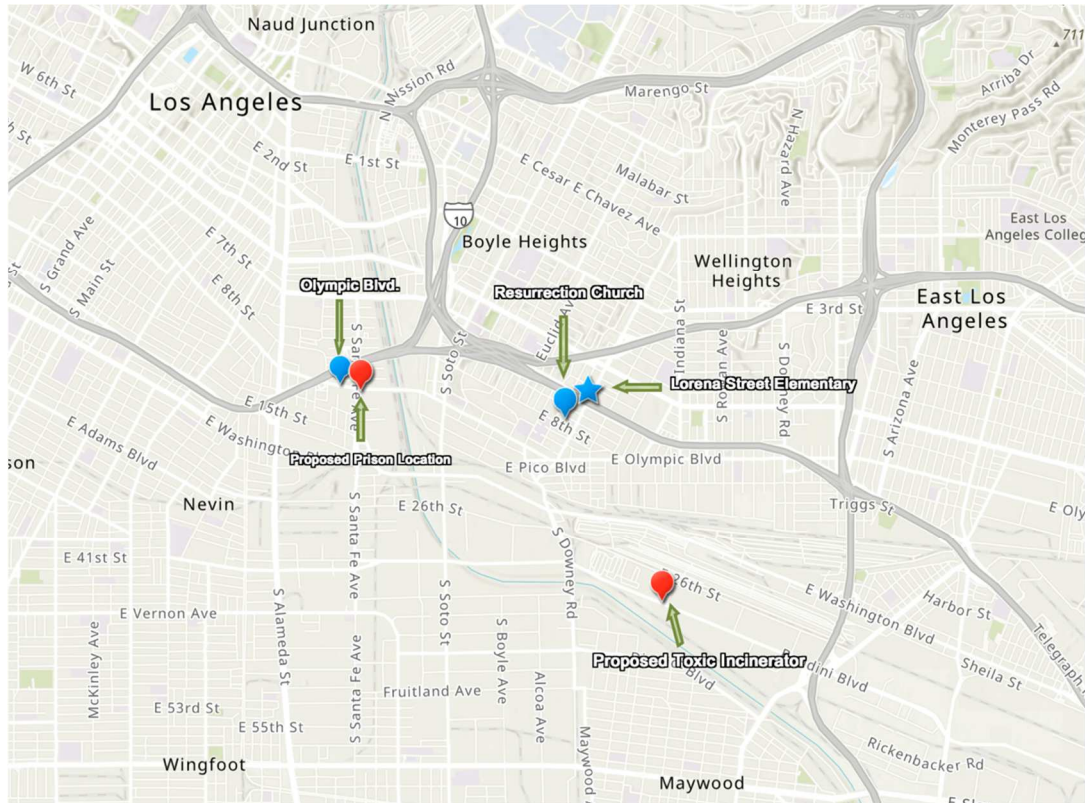 Naud Junction
711
W 6th St
N Mission Rd
Marengo St
Arriba Dr
Monterey Pass Rd
Los Angeles
E 2nd St
E 1st St
N Hazard Ave
E Cesar E Chavez Ave
Malabar St
10
S Grand Ave
S Main St
E 7th St
Boyle Heights
East Los
Angeles
Wellington
Heights
E 8th St
Olympic Blvd.
Resurrection Church
E 3rd St
East Los
Angeles
Euclid
Indiana St
S Soto St
Lorena Street Elementary
S Downey Rd
S Arizona Ave
E 15th St
E 8th St
E Adams Blvd
E Washington
Proposed Prison Location
E Pico Blvd
E Olympic Blvd
Nevin
E 26th St
Triggs St
S Santa Fe Ave
S Downey Rd
E 41st St
26th St
E Washington Blvd
Harbor St
E Vernon Ave
S Alameda St
S Soto St
S Boyle Ave
Telegraph
McKinley Ave
S Santa Fe Ave
Proposed Toxic Incinerator
Blvd
Sheila St
Fruitland Ave
Alcoa Ave
E 53rd St
E 55th St
Maywood
Rickenbacker Rd
Wingfoot
Maywood